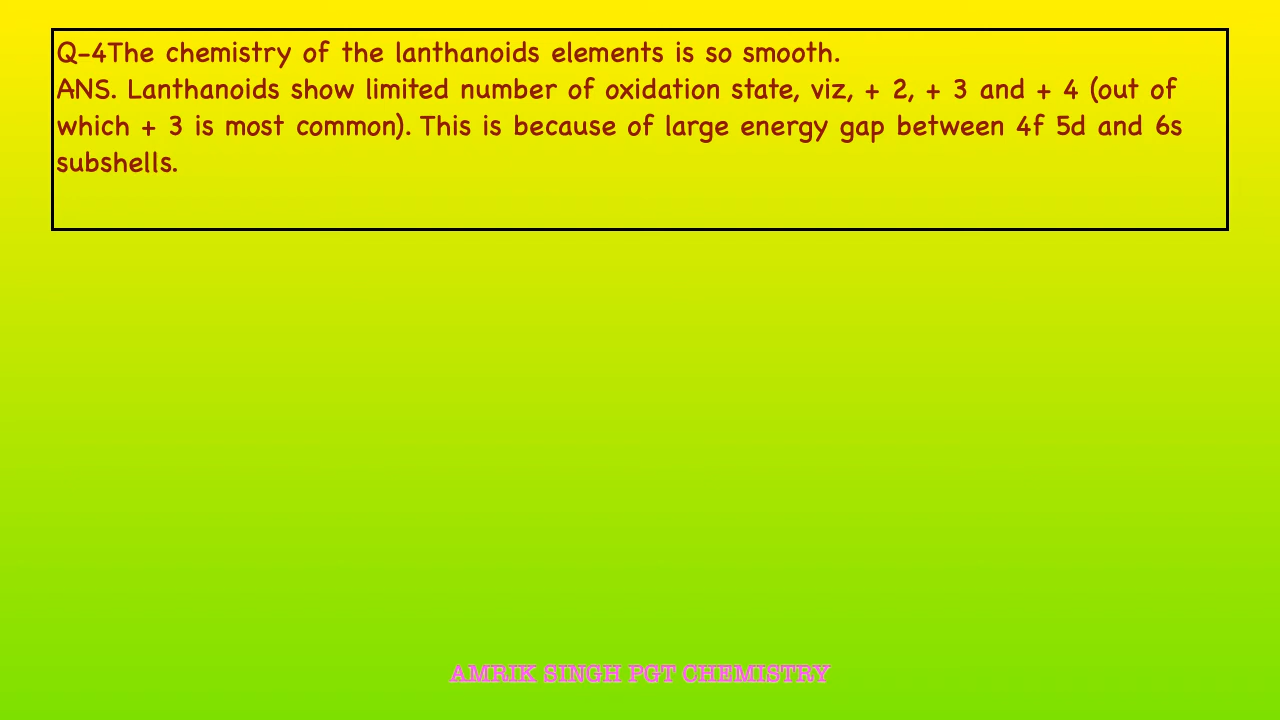 Q-4The chemistry of the lanthanoids elements is so smooth.
ANS. Lanthanoids show limited number of oxidation state, viz, + 2, + 3 and + 4 (out of
which + 3 is most common). This is because of large energy gap between 4f 5d and 6s
subshells.
AMRIK SINGH PGT CHEMISTRY